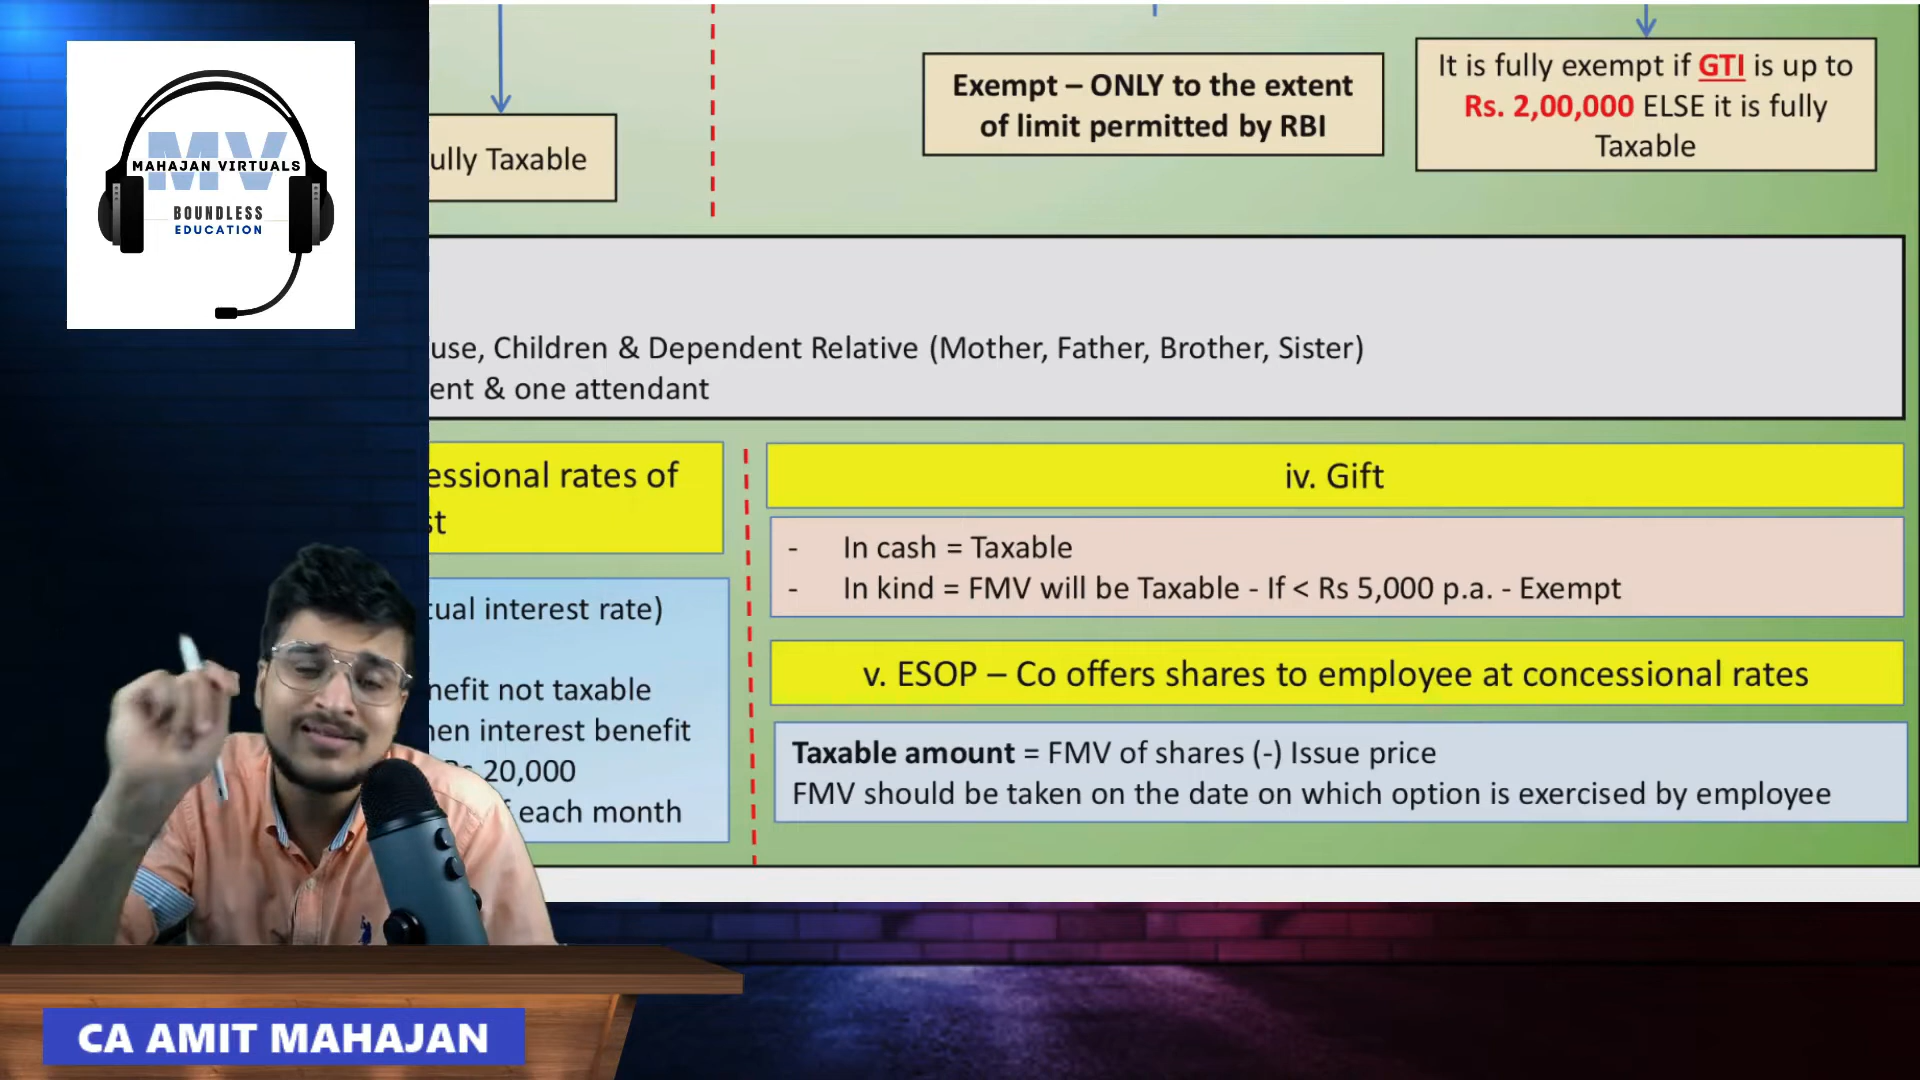 MV
MAHAJAN VIRTUALS
BOUNDLESS
EDUCATION
ully Taxable
Exempt – ONLY to the extent
of limit permitted by RBI
It is fully exempt if GTI is up to
Rs. 2,00,000 ELSE it is fully
Taxable
use, Children & Dependent Relative (Mother, Father, Brother, Sister)
ent & one attendant
essional rates of
st
tual interest rate)
nefit not taxable
hen interest benefit
Rs 20,000
f each month
iv. Gift
- In cash = Taxable
- In kind = FMV will be Taxable - If < Rs 5,000 p.a. - Exempt
v. ESOP – Co offers shares to employee at concessional rates
Taxable amount = FMV of shares (-) Issue price
FMV should be taken on the date on which option is exercised by employee
CA AMIT MAHAJAN